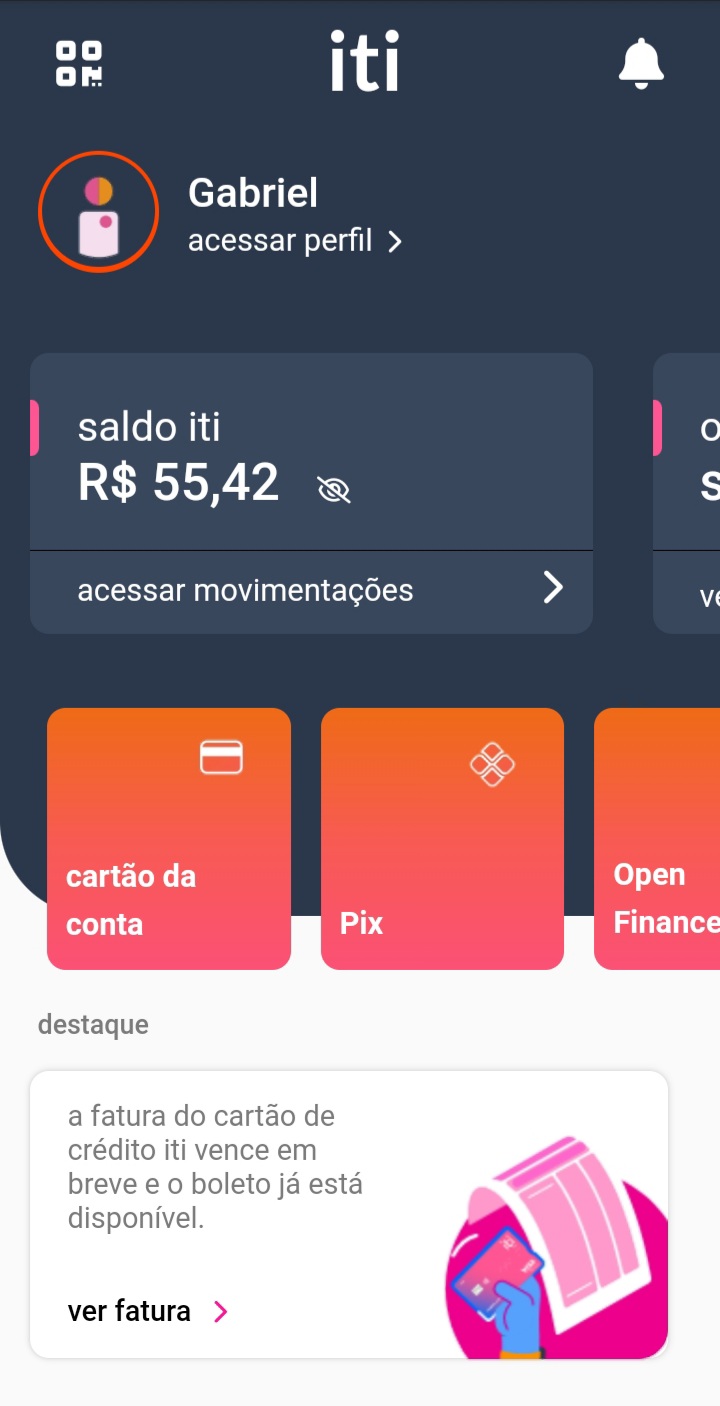 iti
Gabriel
acessar perfil
saldo iti
R$ 55,42
acessar movimentações
cartão da
conta
Pix
Open
Finance
destaque
a fatura do cartão de
crédito iti vence em
breve e o boleto já está
disponível.
ver fatura